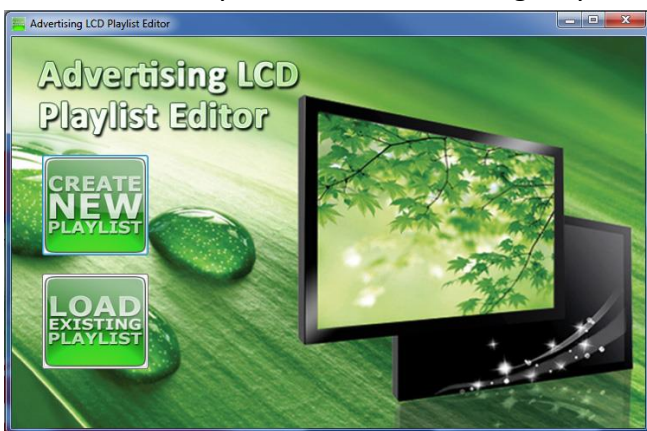 Advertising LCD Playlist Editor
Advertising LCD
Playlist Editor
CREATE
NEW
PLAYLIST
LOAD
EXISTING
PLAYLIST